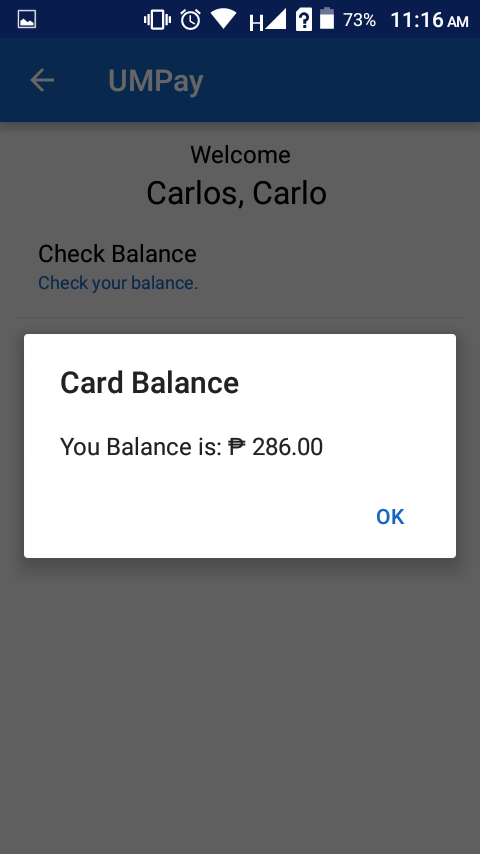 H 73% 11:16 AM
UMPay
Welcome
Carlos, Carlo
Check Balance
Check your balance.
Card Balance
You Balance is: ₱ 286.00
OK